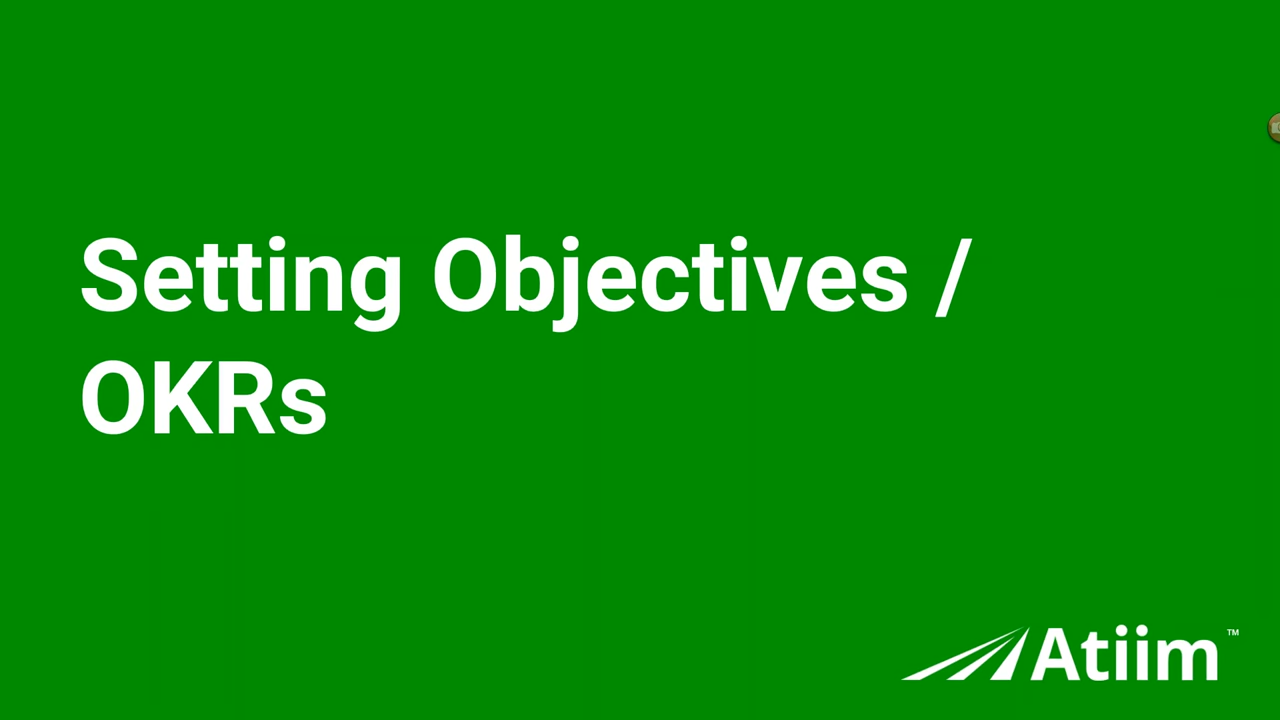 Setting Objectives /
OKRs
Atiim™